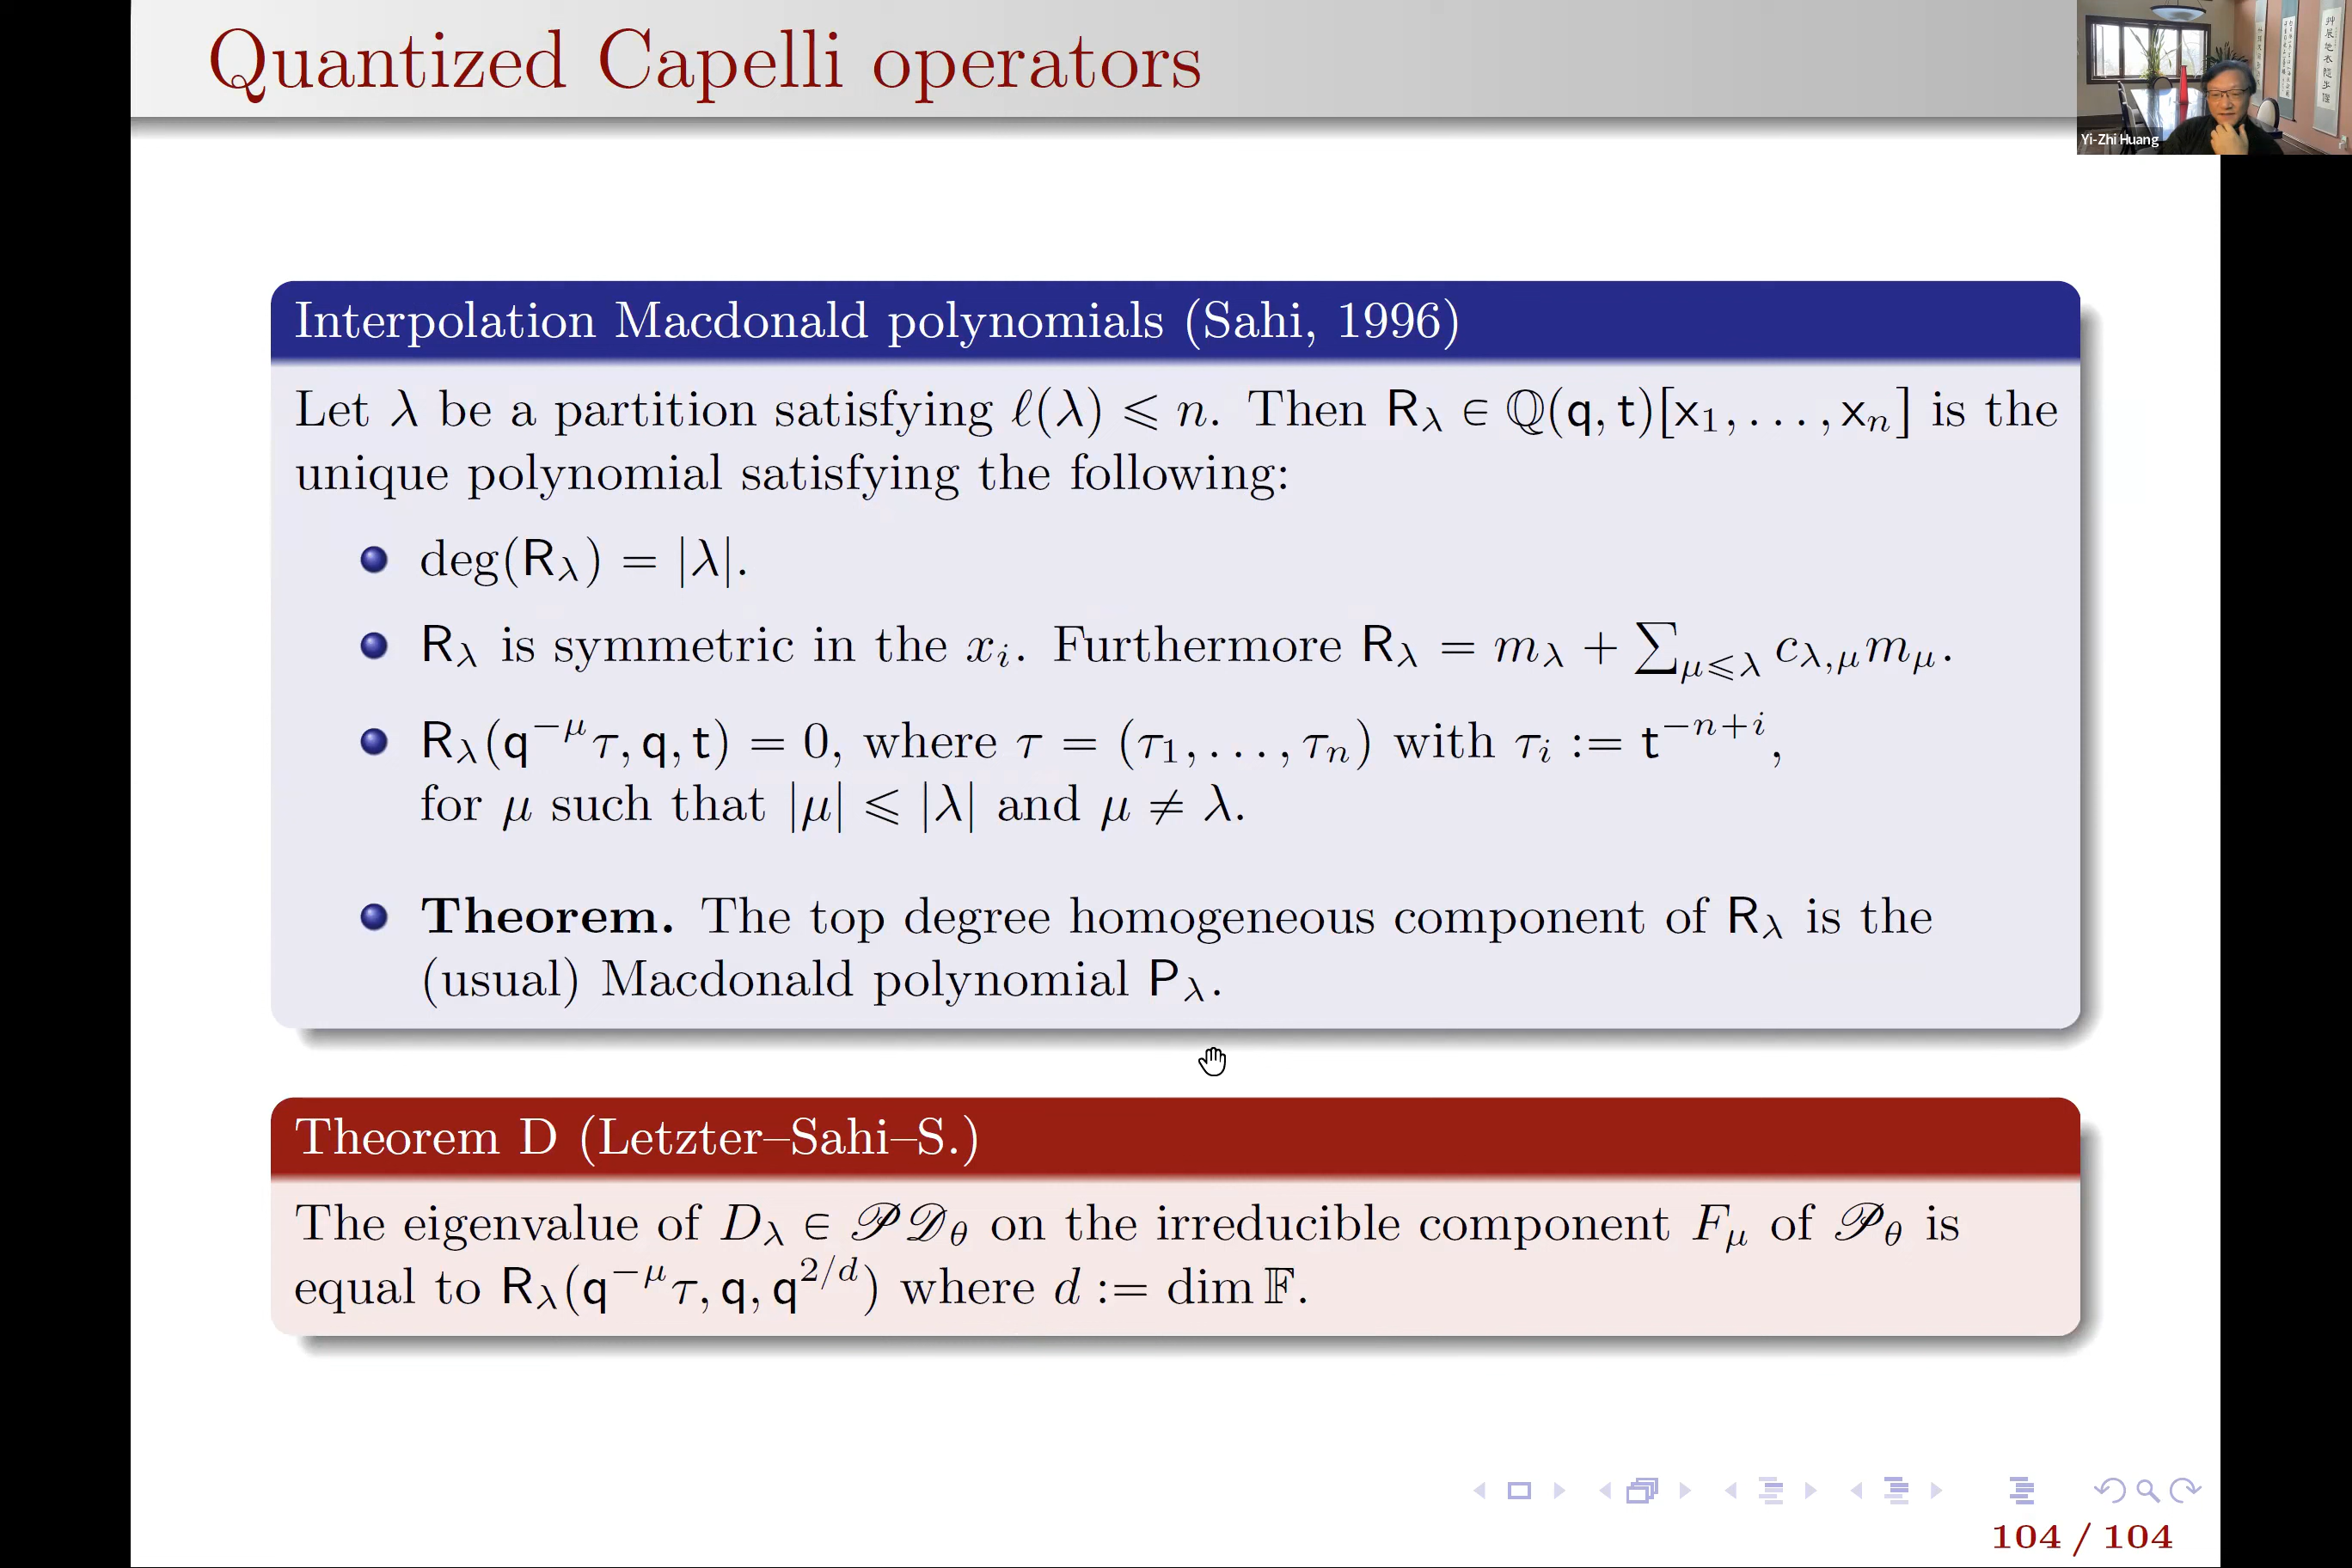 Quantized Capelli operators
Yi-Zhi Huang
Interpolation Macdonald polynomials (Sahi, 1996)
Let λ be a partition satisfying ℓ(λ) ⩽ n. Then R_λ ∈ ℚ(q, t)[x₁, . . . , x_n] is the
unique polynomial satisfying the following:
deg(R_λ) = |λ|.
R_λ is symmetric in the x_i. Furthermore R_λ = m_λ + ∑_{μ⩽λ} c_{λ,μ}m_μ.
R_λ(q^{−μ}τ, q, t) = 0, where τ = (τ₁, . . . , τ_n) with τ_i := t^{−n+i},
for μ such that |μ| ⩽ |λ| and μ ≠ λ.
Theorem. The top degree homogeneous component of R_λ is the
(usual) Macdonald polynomial P_λ.
Theorem D (Letzter–Sahi–S.)
The eigenvalue of D_λ ∈ 𝒫𝒟_θ on the irreducible component F_μ of 𝒫_θ is
equal to R_λ(q^{−μ}τ, q, q^{2/d}) where d := dim 𝔽.
104 / 104